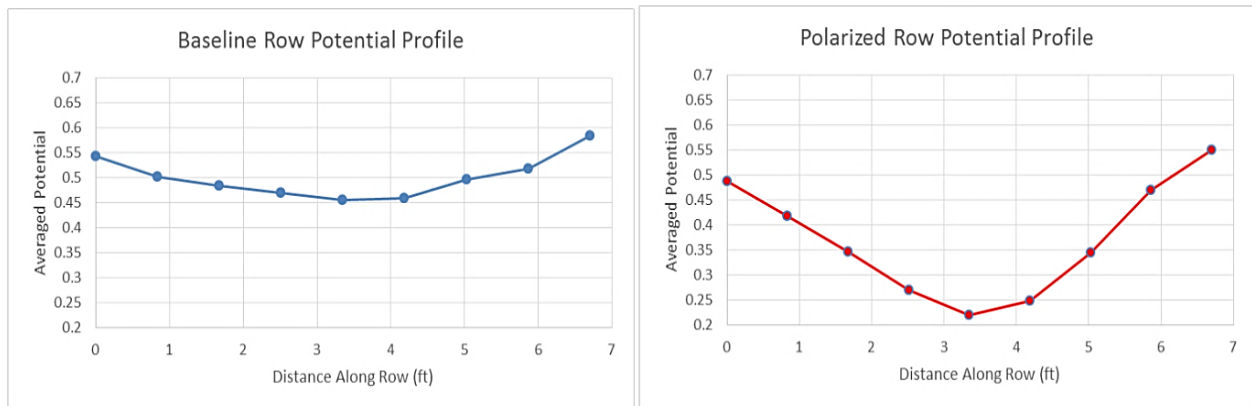 Baseline Row Potential Profile
0.7
0.65
0.6
0.55
0.5
0.45
0.4
0.35
0.3
0.25
0.2
Averaged Potential
0 1 2 3 4 5 6 7
Distance Along Row (ft)
Polarized Row Potential Profile
0.7
0.65
0.6
0.55
0.5
0.45
0.4
0.35
0.3
0.25
0.2
Averaged Potential
0 1 2 3 4 5 6 7
Distance Along Row (ft)